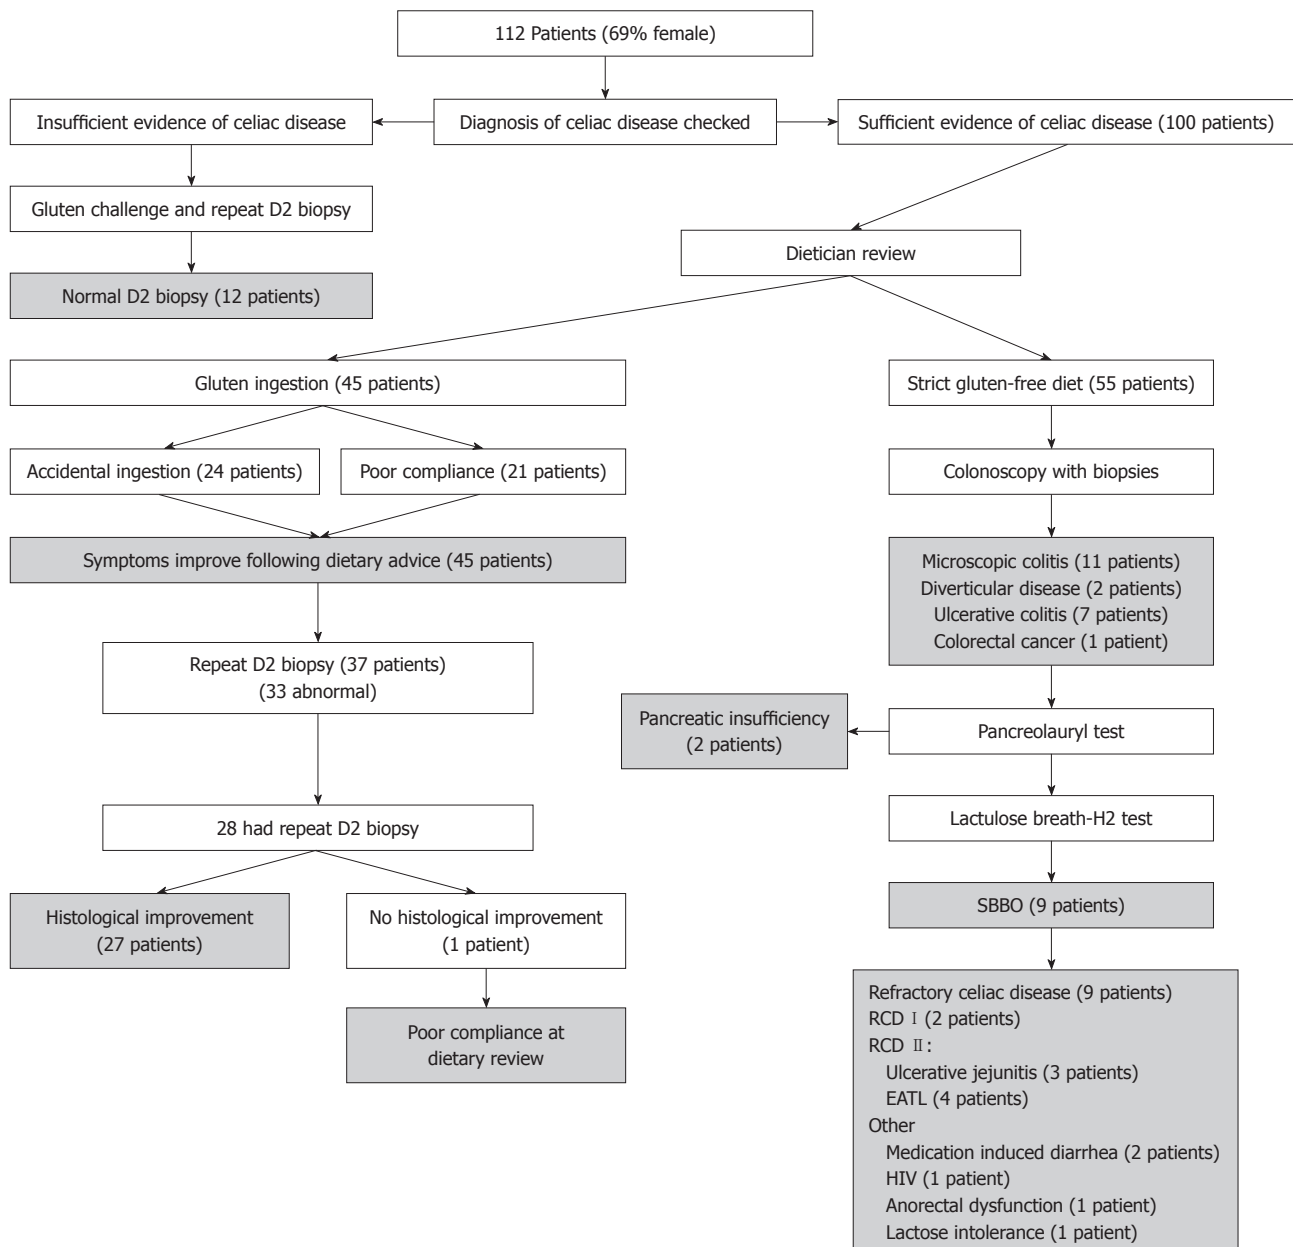 112 Patients (69% female)
Insufficient evidence of celiac disease
Diagnosis of celiac disease checked
Sufficient evidence of celiac disease (100 patients)
Gluten challenge and repeat D2 biopsy
Dietician review
Normal D2 biopsy (12 patients)
Gluten ingestion (45 patients)
Strict gluten-free diet (55 patients)
Accidental ingestion (24 patients)
Poor compliance (21 patients)
Colonoscopy with biopsies
Symptoms improve following dietary advice (45 patients)
Microscopic colitis (11 patients)
Diverticular disease (2 patients)
Ulcerative colitis (7 patients)
Colorectal cancer (1 patient)
Repeat D2 biopsy (37 patients)
(33 abnormal)
Pancreatic insufficiency
(2 patients)
Pancreolauryl test
28 had repeat D2 biopsy
Lactulose breath-H2 test
Histological improvement
(27 patients)
No histological improvement
(1 patient)
SBBO (9 patients)
Poor compliance at
dietary review
Refractory celiac disease (9 patients)
RCD Ⅰ (2 patients)
RCD Ⅱ:
Ulcerative jejunitis (3 patients)
EATL (4 patients)
Other
Medication induced diarrhea (2 patients)
HIV (1 patient)
Anorectal dysfunction (1 patient)
Lactose intolerance (1 patient)